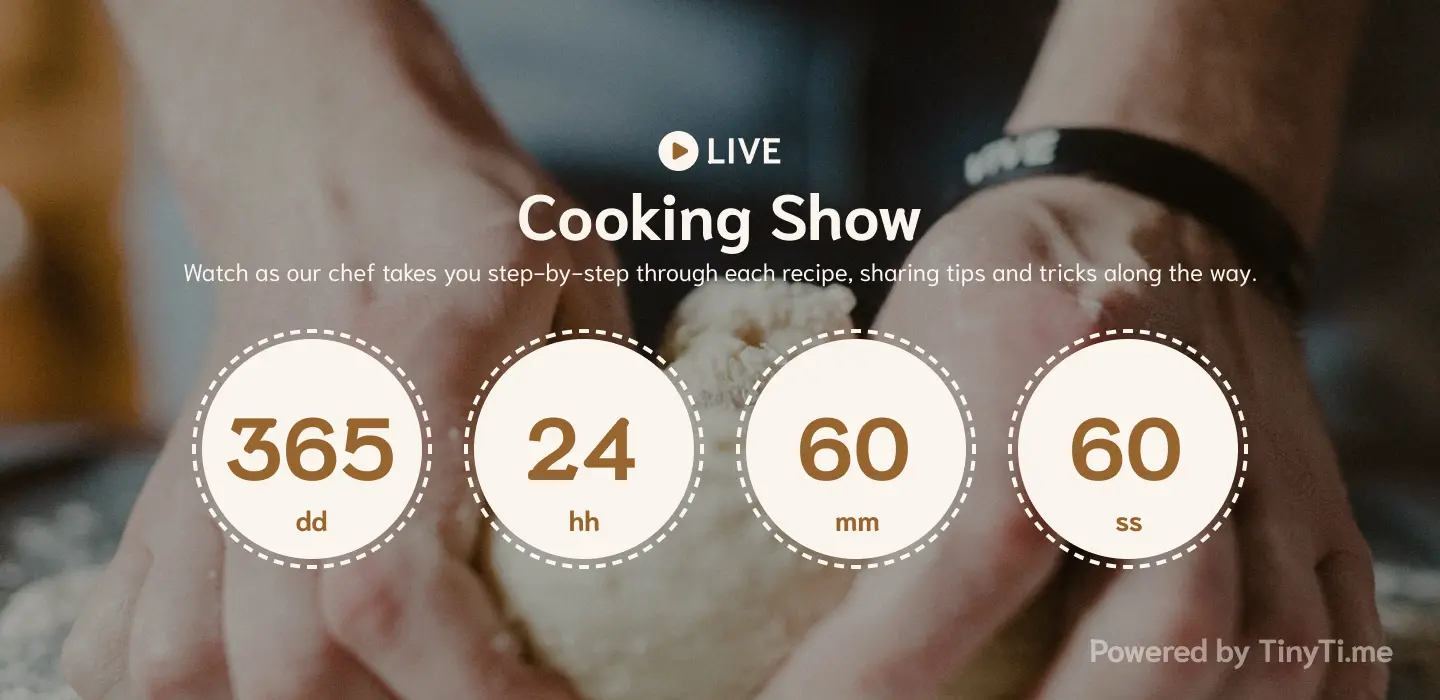 LIVE
Cooking Show
Watch as our chef takes you step-by-step through each recipe, sharing tips and tricks along the way.
365 24 60 60
dd hh mm ss
Powered by TinyTi.me